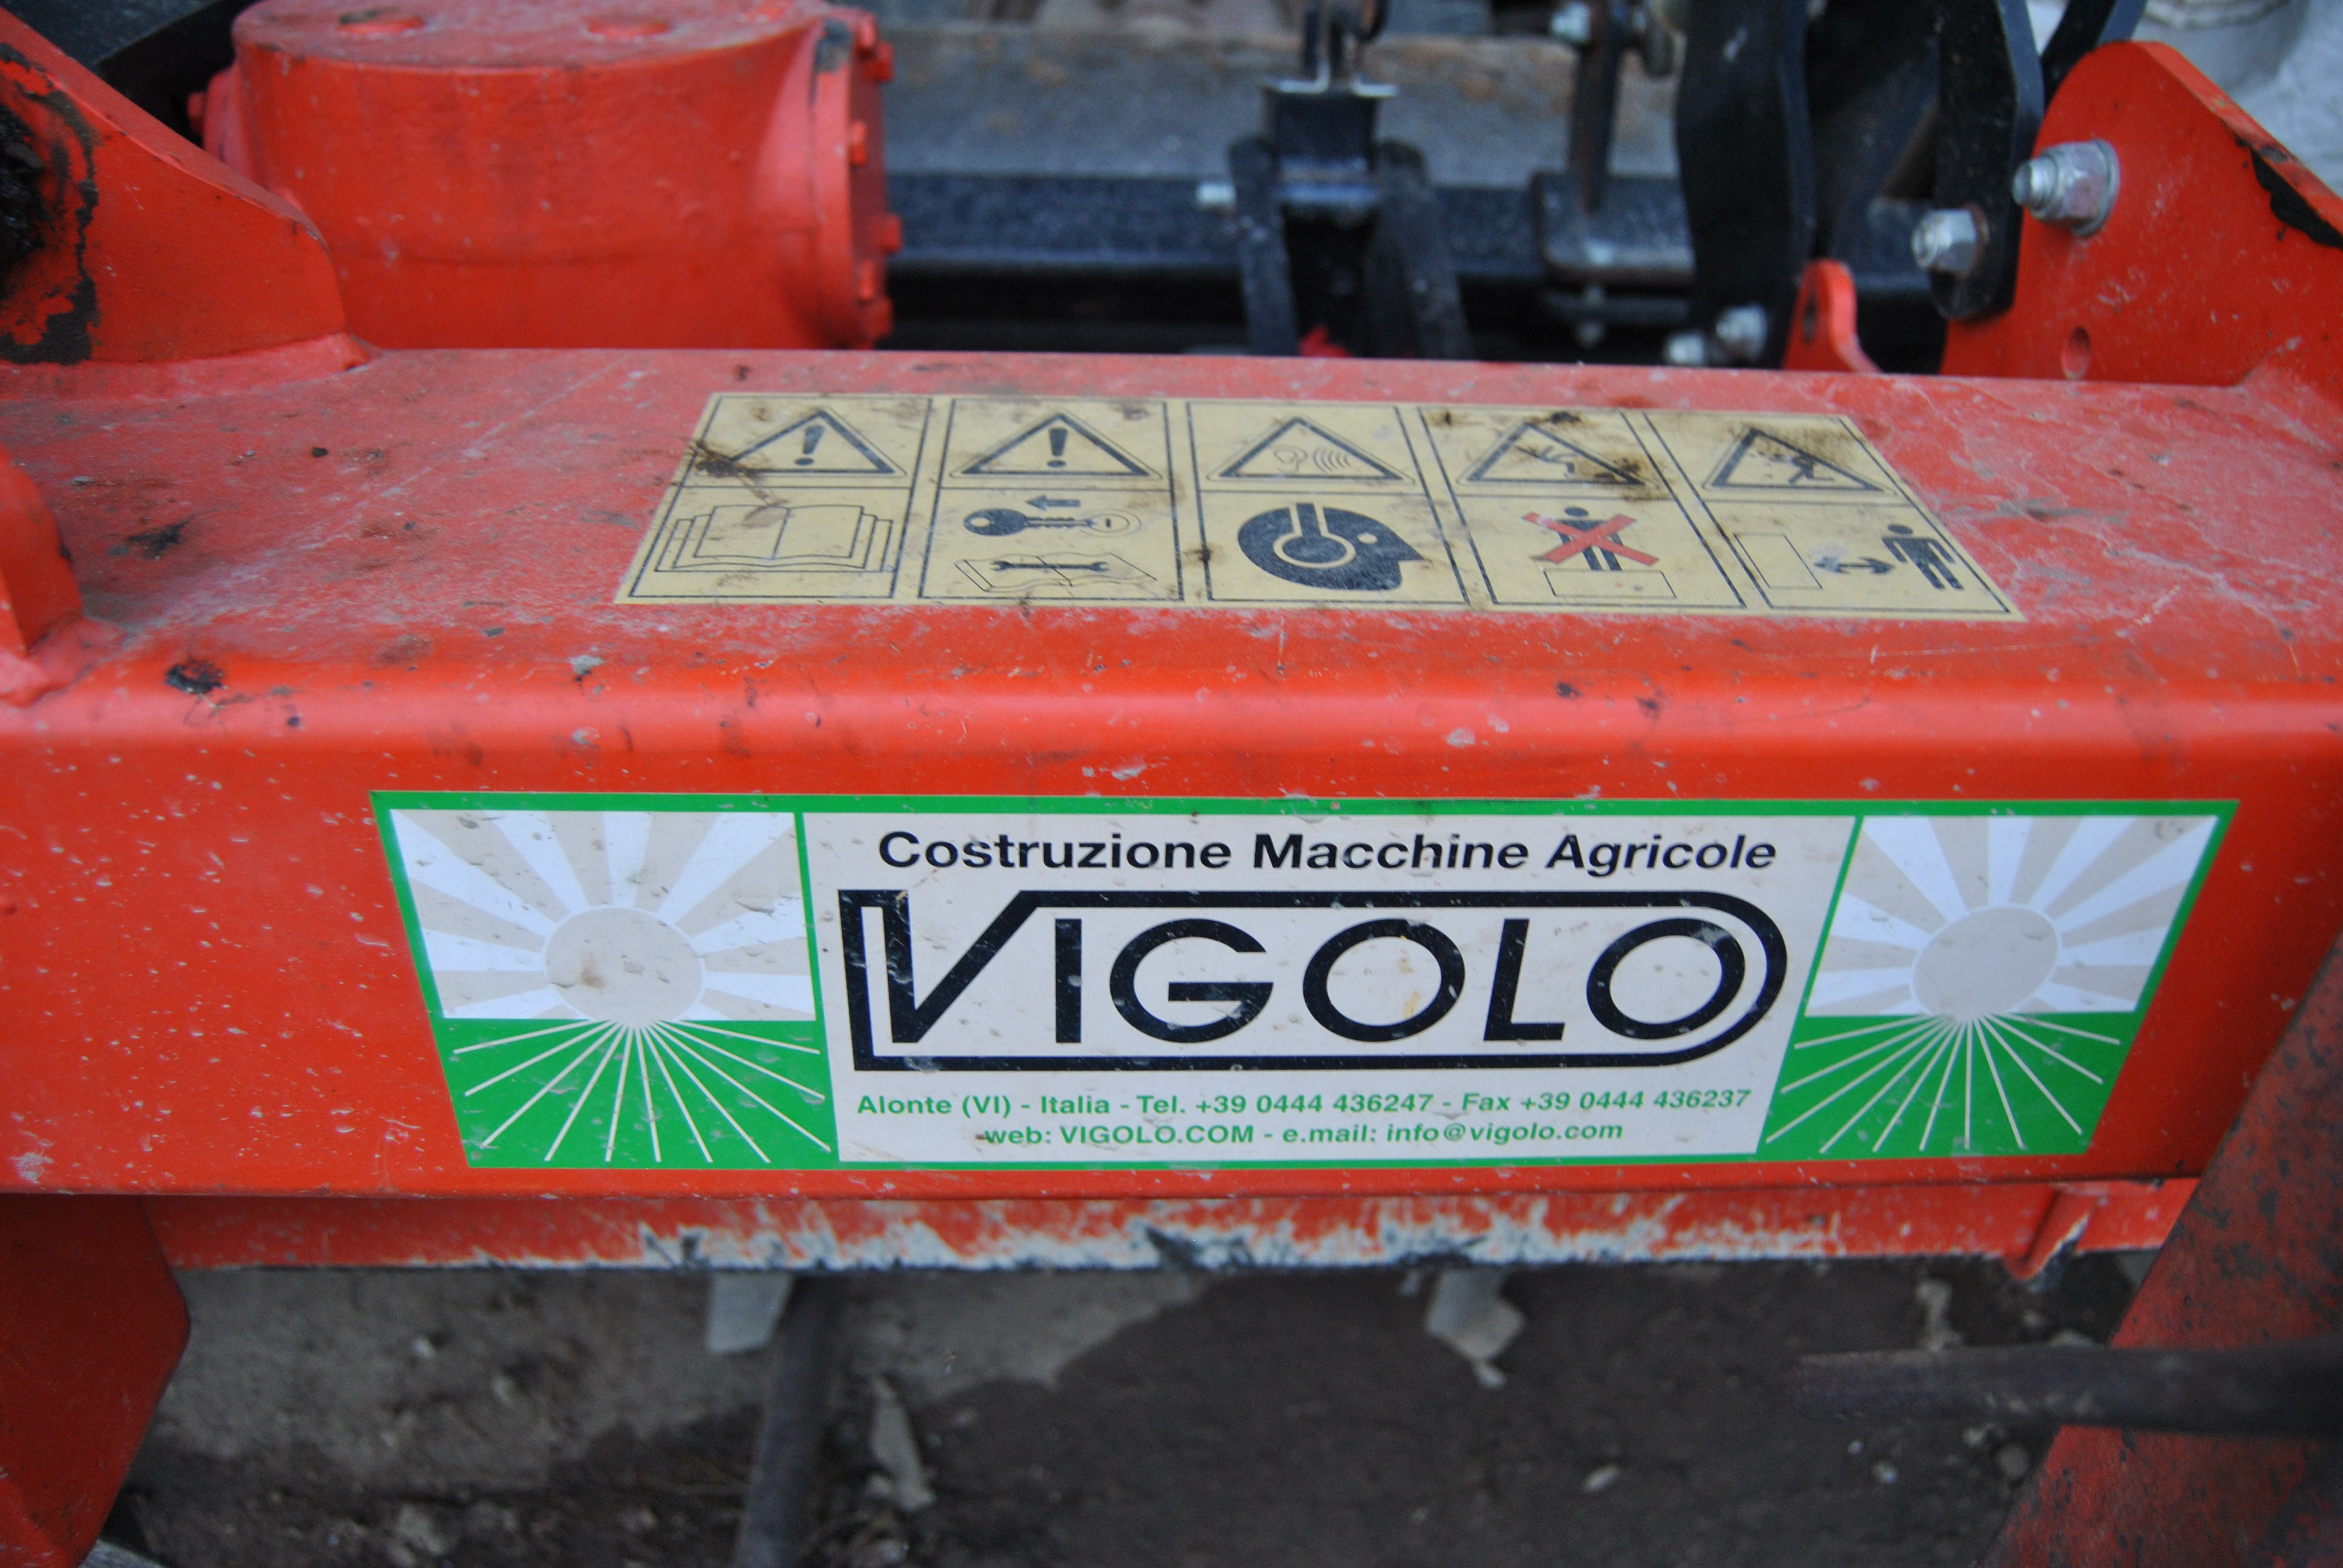 Costruzione Macchine Agricole
VIGOLO
Alonte (VI) - Italia - Tel. +39 0444 436247 - Fax +39 0444 436237
web: VIGOLO.COM - e.mail: info@vigolo.com